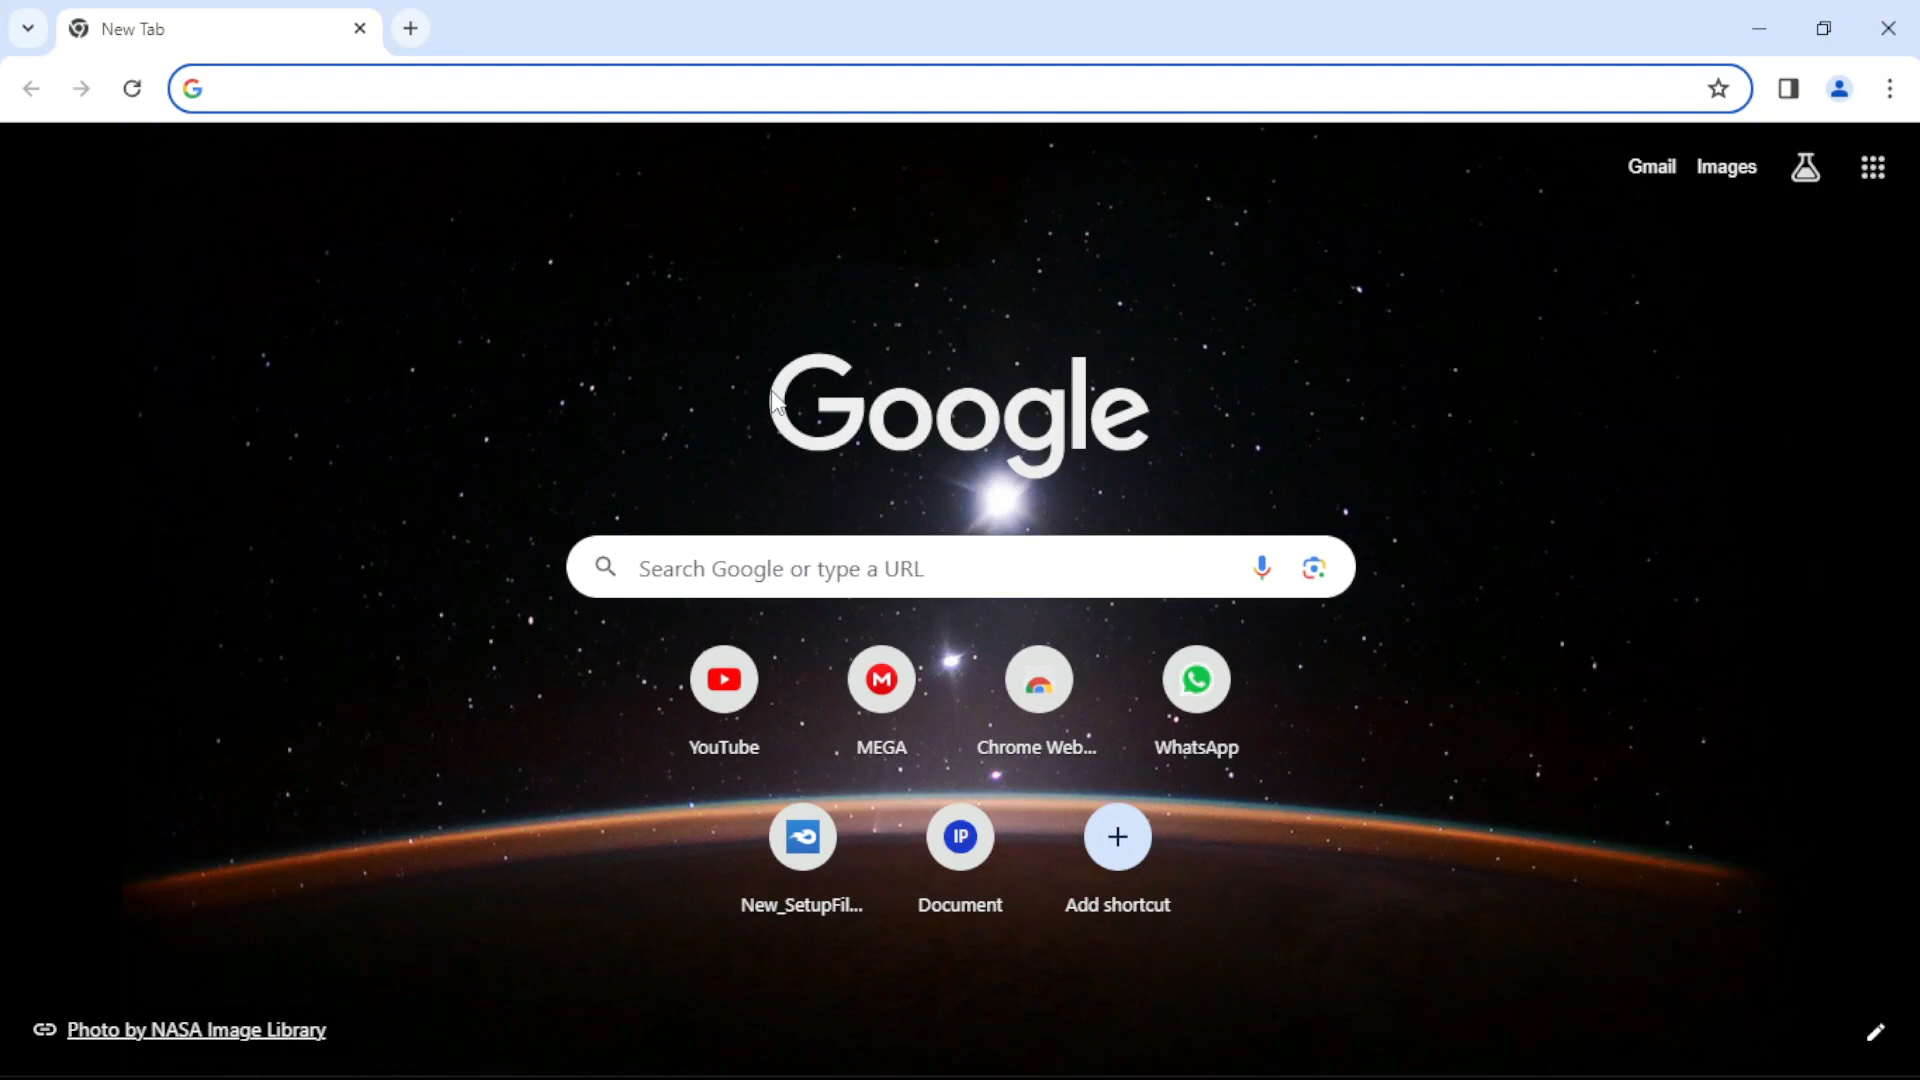 New Tab
Gmail Images
Google
Search Google or type a URL
YouTube MEGA Chrome Web... WhatsApp
IP
New_SetupFil... Document Add shortcut
Photo by NASA Image Library